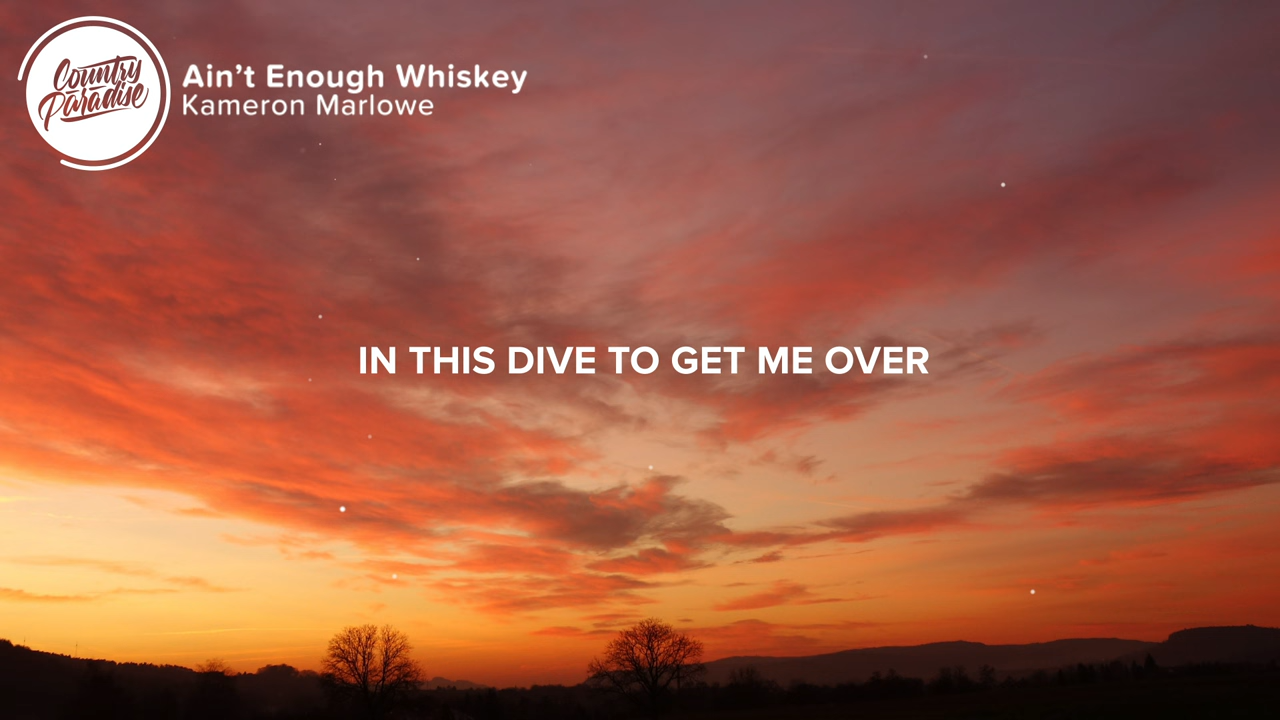 Country
Paradise
Ain't Enough Whiskey
Kameron Marlowe
IN THIS DIVE TO GET ME OVER